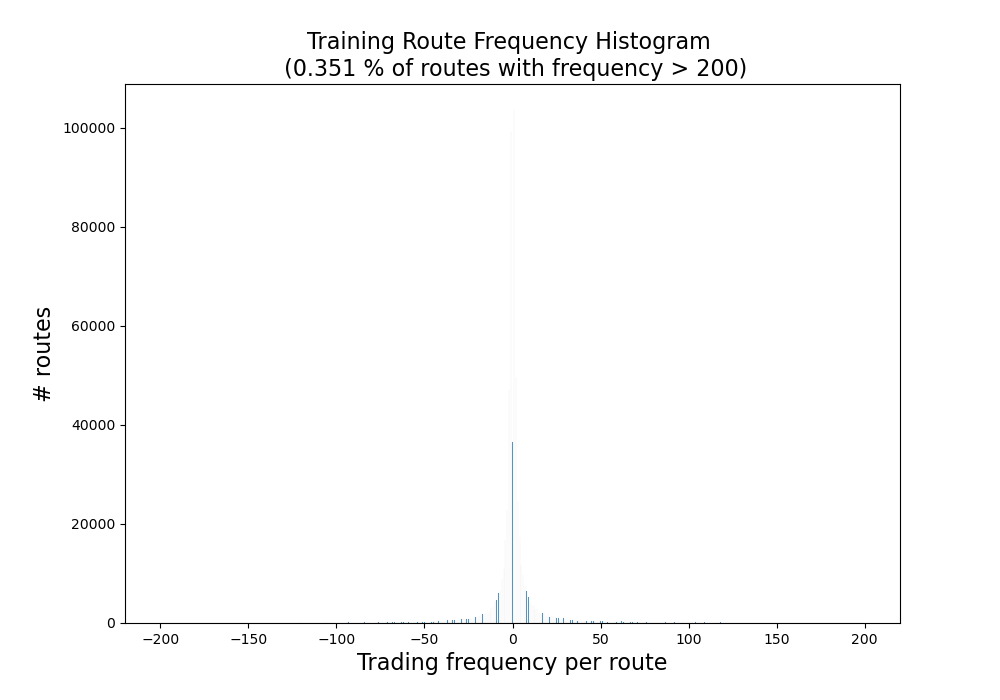 Training Route Frequency Histogram
(0.351 % of routes with frequency > 200)
# routes
100000
80000
60000
40000
20000
0
−200 −150 −100 −50 0 50 100 150 200
Trading frequency per route